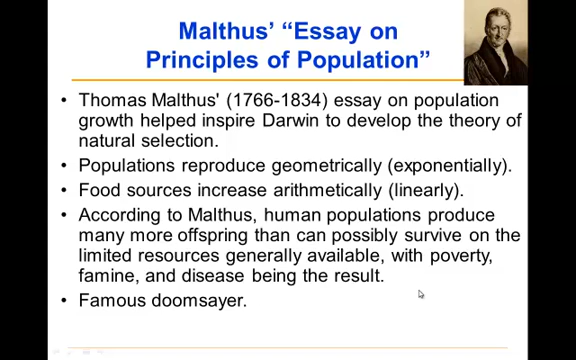 Malthus' “Essay on
Principles of Population”
• Thomas Malthus' (1766-1834) essay on population
growth helped inspire Darwin to develop the theory of
natural selection.
• Populations reproduce geometrically (exponentially).
• Food sources increase arithmetically (linearly).
• According to Malthus, human populations produce
many more offspring than can possibly survive on the
limited resources generally available, with poverty,
famine, and disease being the result.
• Famous doomsayer.